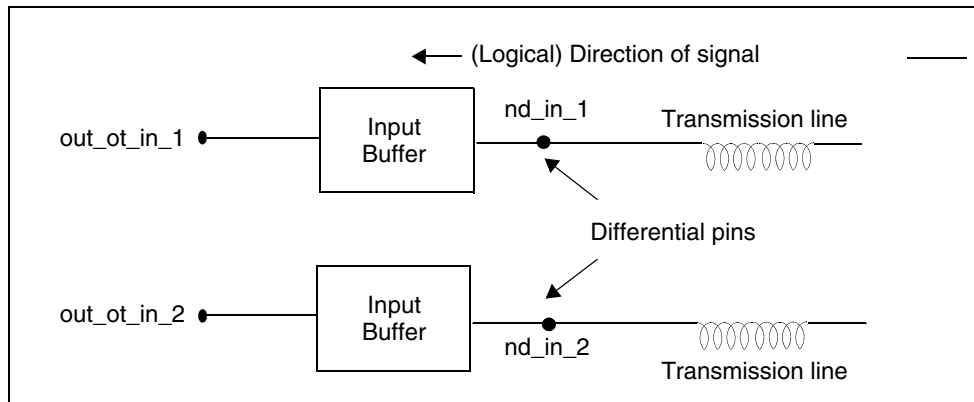 (Logical) Direction of signal
nd_in_1
Transmission line
out_ot_in_1
Input
Buffer
Differential pins
out_ot_in_2
Input
Buffer
nd_in_2
Transmission line